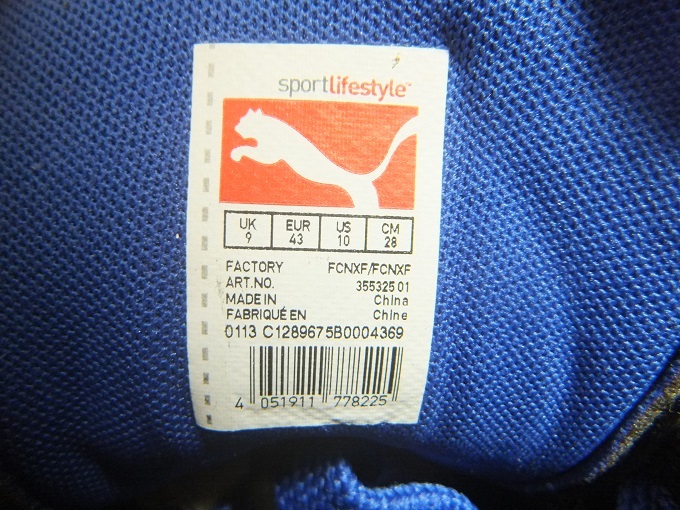 sportlifestyle™
UK EUR US CM
9 43 10 28
FACTORY FCNXF/FCNXF
ART.NO. 355325 01
MADE IN China
FABRIQUÉ EN Chine
0113 C1289675B0004369
4 051911 778225